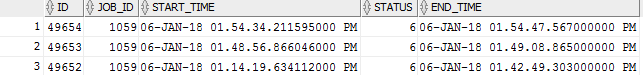 ID JOB_ID START_TIME STATUS END_TIME
1 49654 1059 06-JAN-18 01.54.34.211595000 PM 6 06-JAN-18 01.54.47.567000000 PM
2 49653 1059 06-JAN-18 01.48.56.866046000 PM 6 06-JAN-18 01.49.08.865000000 PM
3 49652 1059 06-JAN-18 01.14.19.634112000 PM 6 06-JAN-18 01.42.49.303000000 PM